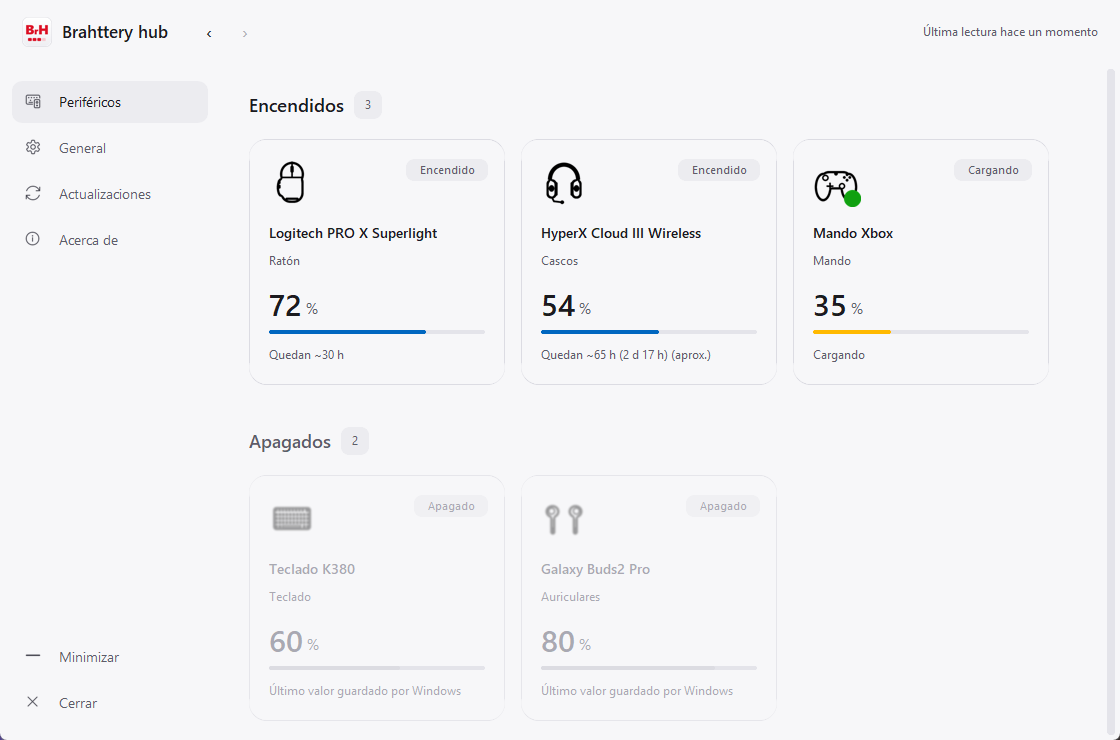 BrH
Brahttery hub
Última lectura hace un momento
Periféricos
General
Actualizaciones
Acerca de
Minimizar
Cerrar
Encendidos 3
Encendido
Logitech PRO X Superlight
Ratón
72 %
Quedan ~30 h
Encendido
HyperX Cloud III Wireless
Cascos
54 %
Quedan ~65 h (2 d 17 h) (aprox.)
Cargando
Mando Xbox
Mando
35 %
Cargando
Apagados 2
Apagado
Teclado K380
Teclado
60 %
Último valor guardado por Windows
Apagado
Galaxy Buds2 Pro
Auriculares
80 %
Último valor guardado por Windows